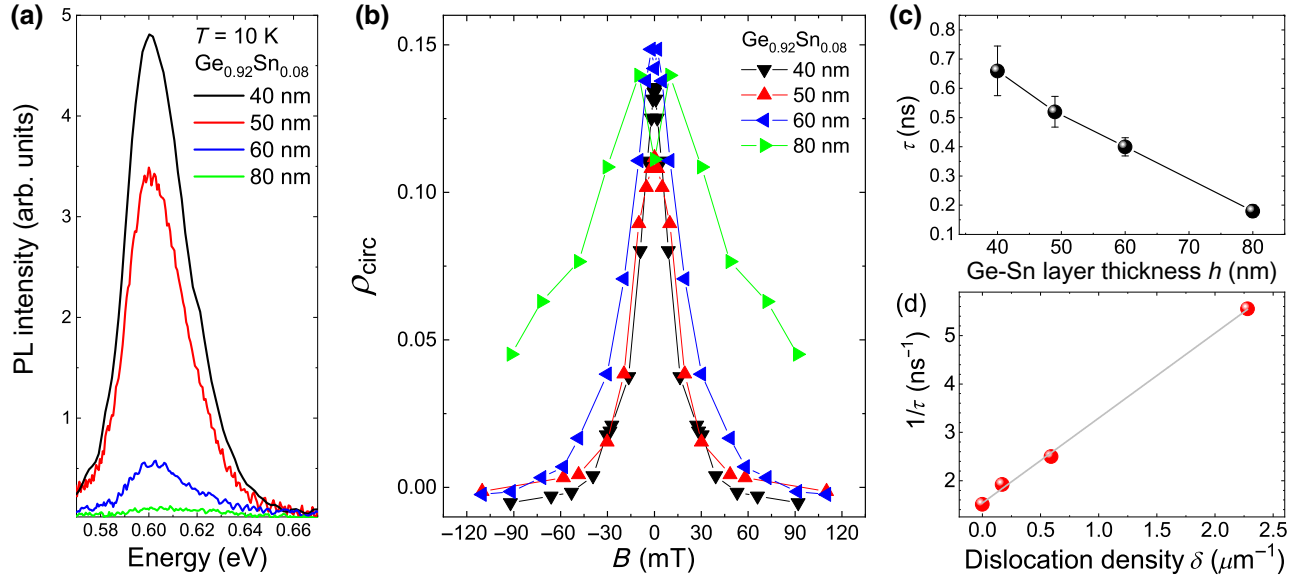 (a)
T = 10 K
Ge0.92Sn0.08
40 nm
50 nm
60 nm
80 nm
PL intensity (arb. units)
5
4
3
2
1
0.58 0.60 0.62 0.64 0.66
Energy (eV)
(b)
Ge0.92Sn0.08
40 nm
50 nm
60 nm
80 nm
ρcirc
0.15
0.10
0.05
0.00
−120 −90 −60 −30 0 30 60 90 120
B (mT)
(c)
τ (ns)
0.8
0.7
0.6
0.5
0.4
0.3
0.2
0.1
40 50 60 70 80
Ge-Sn layer thickness h (nm)
(d)
1/τ (ns⁻¹)
5
4
3
2
0.0 0.5 1.0 1.5 2.0 2.5
Dislocation density δ (μm⁻¹)